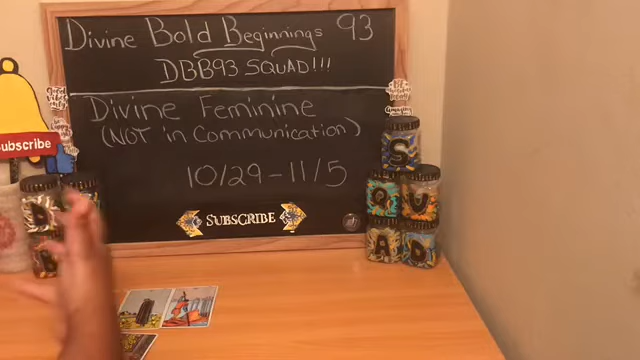 Divine Bold Beginnings 93
DBB93 SQUAD!!!
Divine Feminine
(NOT in Communication)
10/29-11/5
SUBSCRIBE
Subscribe
S
Q U
A D